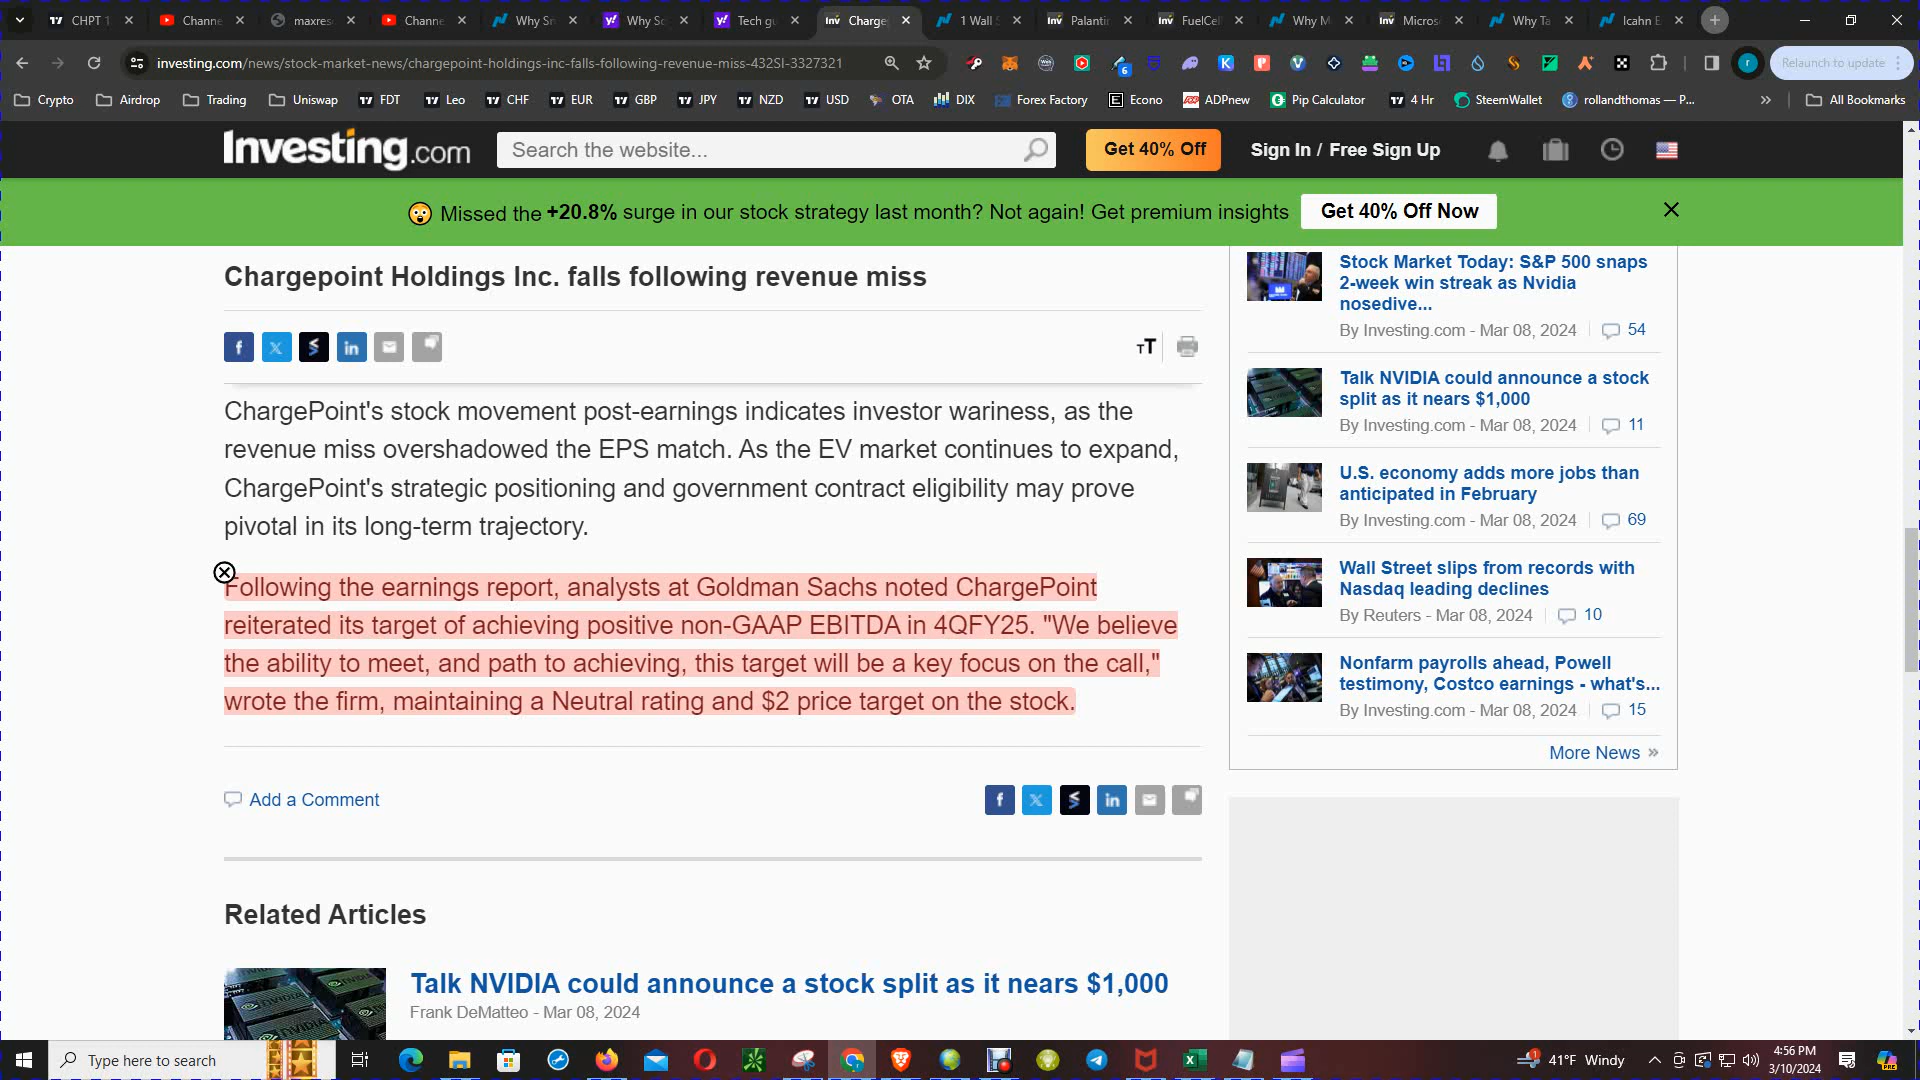 CHPT 1
Channe
maxres
Channe
Why Sn
Why Sc
Tech gu
Inv Charge
1 Wall S
Inv Palantir
Inv FuelCel
Why M
Inv Micros
Why Ta
Icahn E
investing.com/news/stock-market-news/chargepoint-holdings-inc-falls-following-revenue-miss-432SI-3327321
6
r
Relaunch to update
Crypto
Airdrop
Trading
Uniswap
FDT
Leo
CHF
EUR
GBP
JPY
NZD
USD
OTA
DIX
Forex Factory
Econo
ADPnew
Pip Calculator
4 Hr
SteemWallet
rollandthomas — P...
»
All Bookmarks
Investing.com
Search the website...
Get 40% Off
Sign In / Free Sign Up
Missed the +20.8% surge in our stock strategy last month? Not again! Get premium insights
Get 40% Off Now
Chargepoint Holdings Inc. falls following revenue miss
ChargePoint's stock movement post-earnings indicates investor wariness, as the
revenue miss overshadowed the EPS match. As the EV market continues to expand,
ChargePoint's strategic positioning and government contract eligibility may prove
pivotal in its long-term trajectory.
Following the earnings report, analysts at Goldman Sachs noted ChargePoint
reiterated its target of achieving positive non-GAAP EBITDA in 4QFY25. "We believe
the ability to meet, and path to achieving, this target will be a key focus on the call,"
wrote the firm, maintaining a Neutral rating and $2 price target on the stock.
Add a Comment
Related Articles
Talk NVIDIA could announce a stock split as it nears $1,000
Frank DeMatteo - Mar 08, 2024
Stock Market Today: S&P 500 snaps
2-week win streak as Nvidia
nosedive...
By Investing.com - Mar 08, 2024 54
Talk NVIDIA could announce a stock
split as it nears $1,000
By Investing.com - Mar 08, 2024 11
U.S. economy adds more jobs than
anticipated in February
By Investing.com - Mar 08, 2024 69
Wall Street slips from records with
Nasdaq leading declines
By Reuters - Mar 08, 2024 10
Nonfarm payrolls ahead, Powell
testimony, Costco earnings - what's...
By Investing.com - Mar 08, 2024 15
More News »
Type here to search
41°F Windy
4:56 PM
3/10/2024